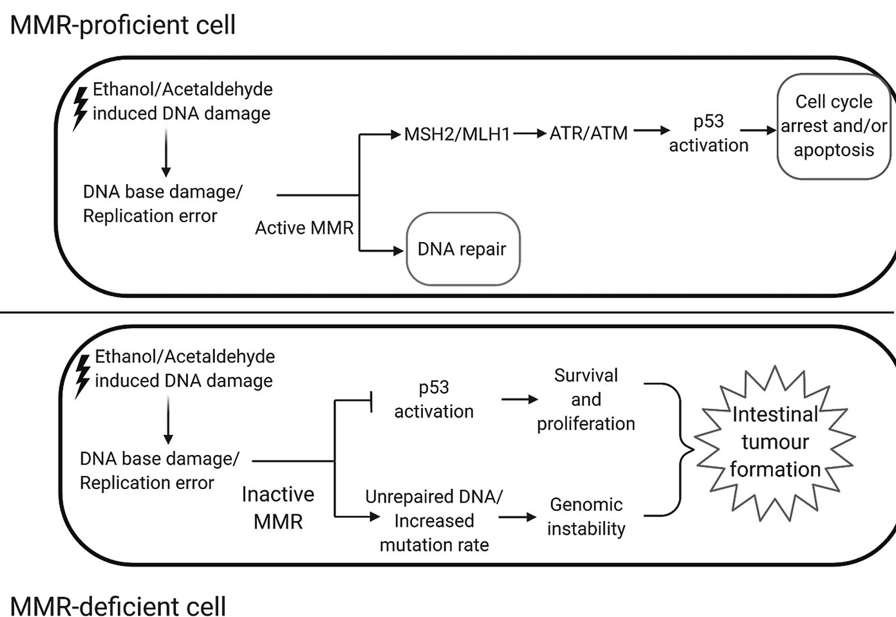 MMR-proficient cell
Ethanol/Acetaldehyde
induced DNA damage
DNA base damage/
Replication error
Active MMR
MSH2/MLH1
ATR/ATM
p53
activation
Cell cycle
arrest and/or
apoptosis
DNA repair
Ethanol/Acetaldehyde
induced DNA damage
DNA base damage/
Replication error
Inactive
MMR
p53
activation
Survival
and
proliferation
Unrepaired DNA/
Increased
mutation rate
Genomic
instability
Intestinal
tumour
formation
MMR-deficient cell